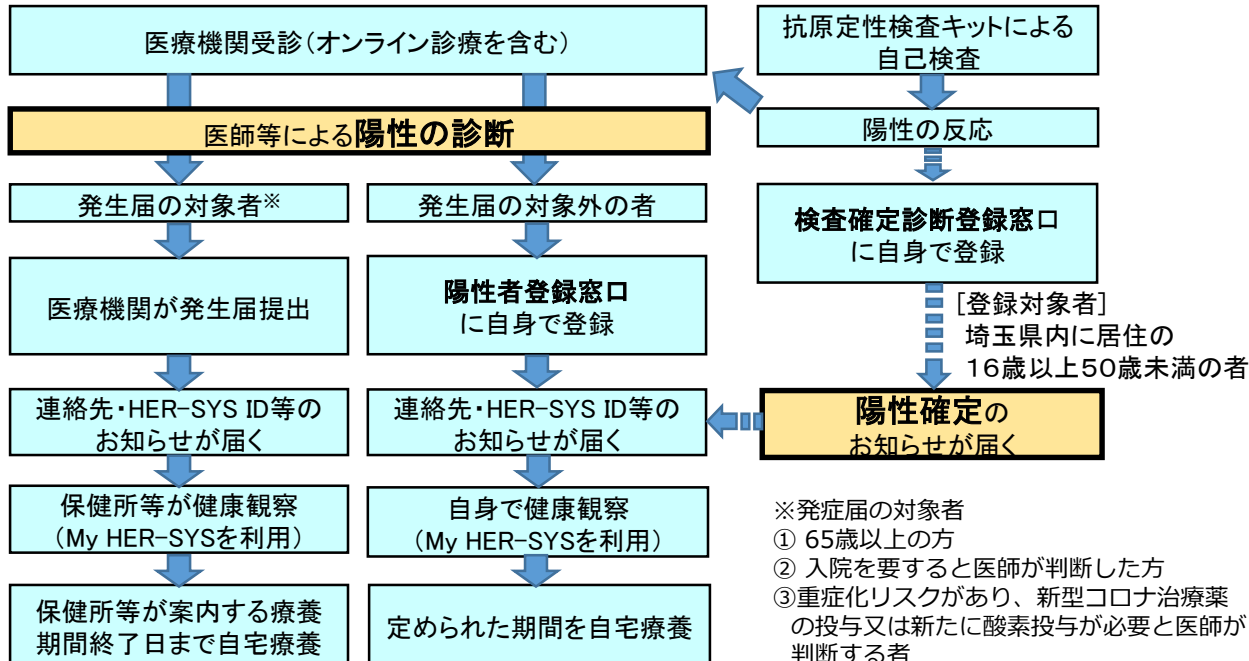 医療機関受診（オンライン診療を含む）
医師等による陽性の診断
発生届の対象者※
医療機関が発生届提出
連絡先・HER-SYS ID等の
お知らせが届く
保健所等が健康観察
（My HER-SYSを利用）
保健所等が案内する療養
期間終了日まで自宅療養
発生届の対象外の者
陽性者登録窓口
に自身で登録
連絡先・HER-SYS ID等の
お知らせが届く
自身で健康観察
（My HER-SYSを利用）
定められた期間を自宅療養
抗原定性検査キットによる
自己検査
陽性の反応
検査確定診断登録窓口
に自身で登録
［登録対象者］
埼玉県内に居住の
１６歳以上５０歳未満の者
陽性確定の
お知らせが届く
※発症届の対象者
① 65歳以上の方
② 入院を要すると医師が判断した方
③重症化リスクがあり、新型コロナ治療薬
の投与又は新たに酸素投与が必要と医師が
判断する者